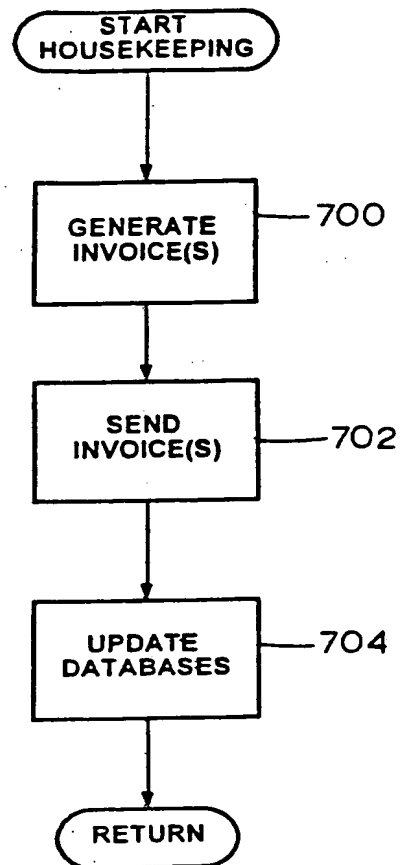 START
HOUSEKEEPING
GENERATE
INVOICE(S)
700
SEND
INVOICE(S)
702
UPDATE
DATABASES
704
RETURN